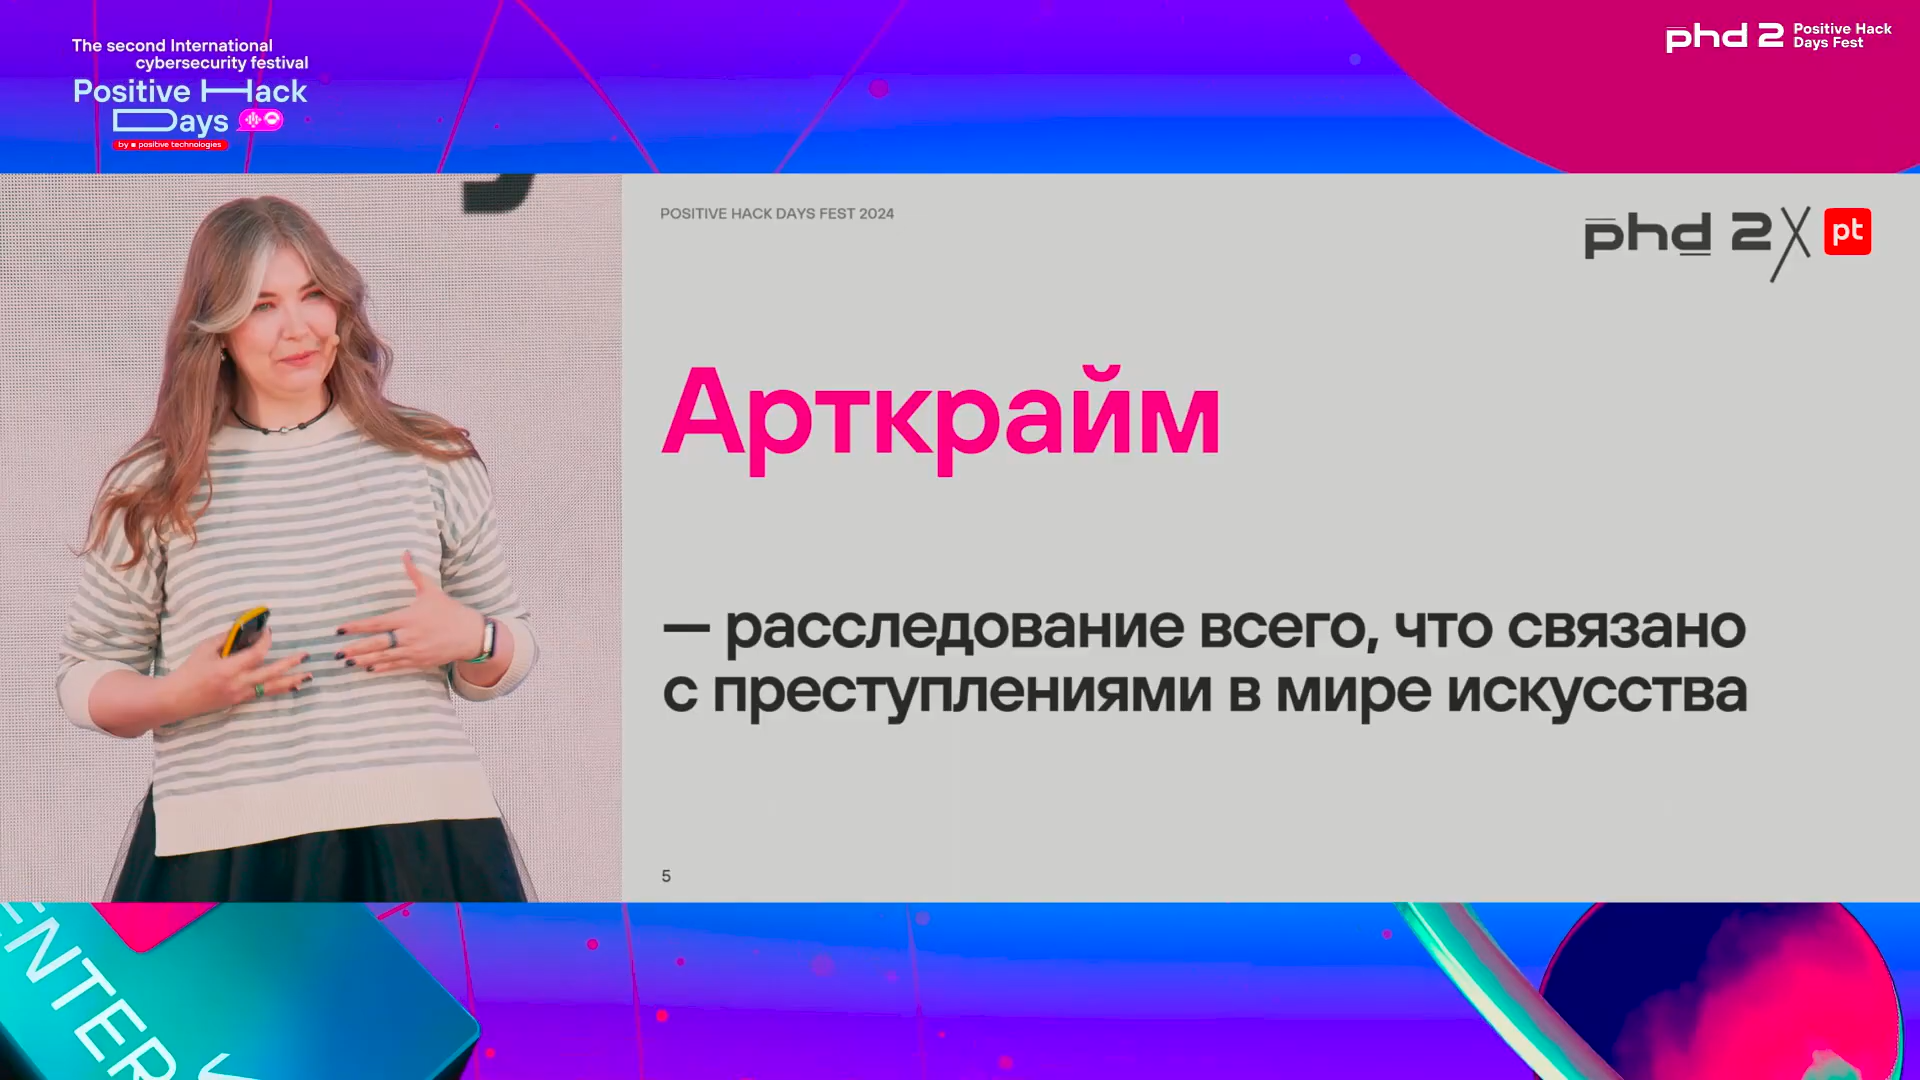 The second International
cybersecurity festival
Positive Hack
Days
by positive technologies
phd 2 Positive Hack
Days Fest
POSITIVE HACK DAYS FEST 2024
phd 2 pt
Арткрайм
— расследование всего, что связано
с преступлениями в мире искусства
5
ENTER